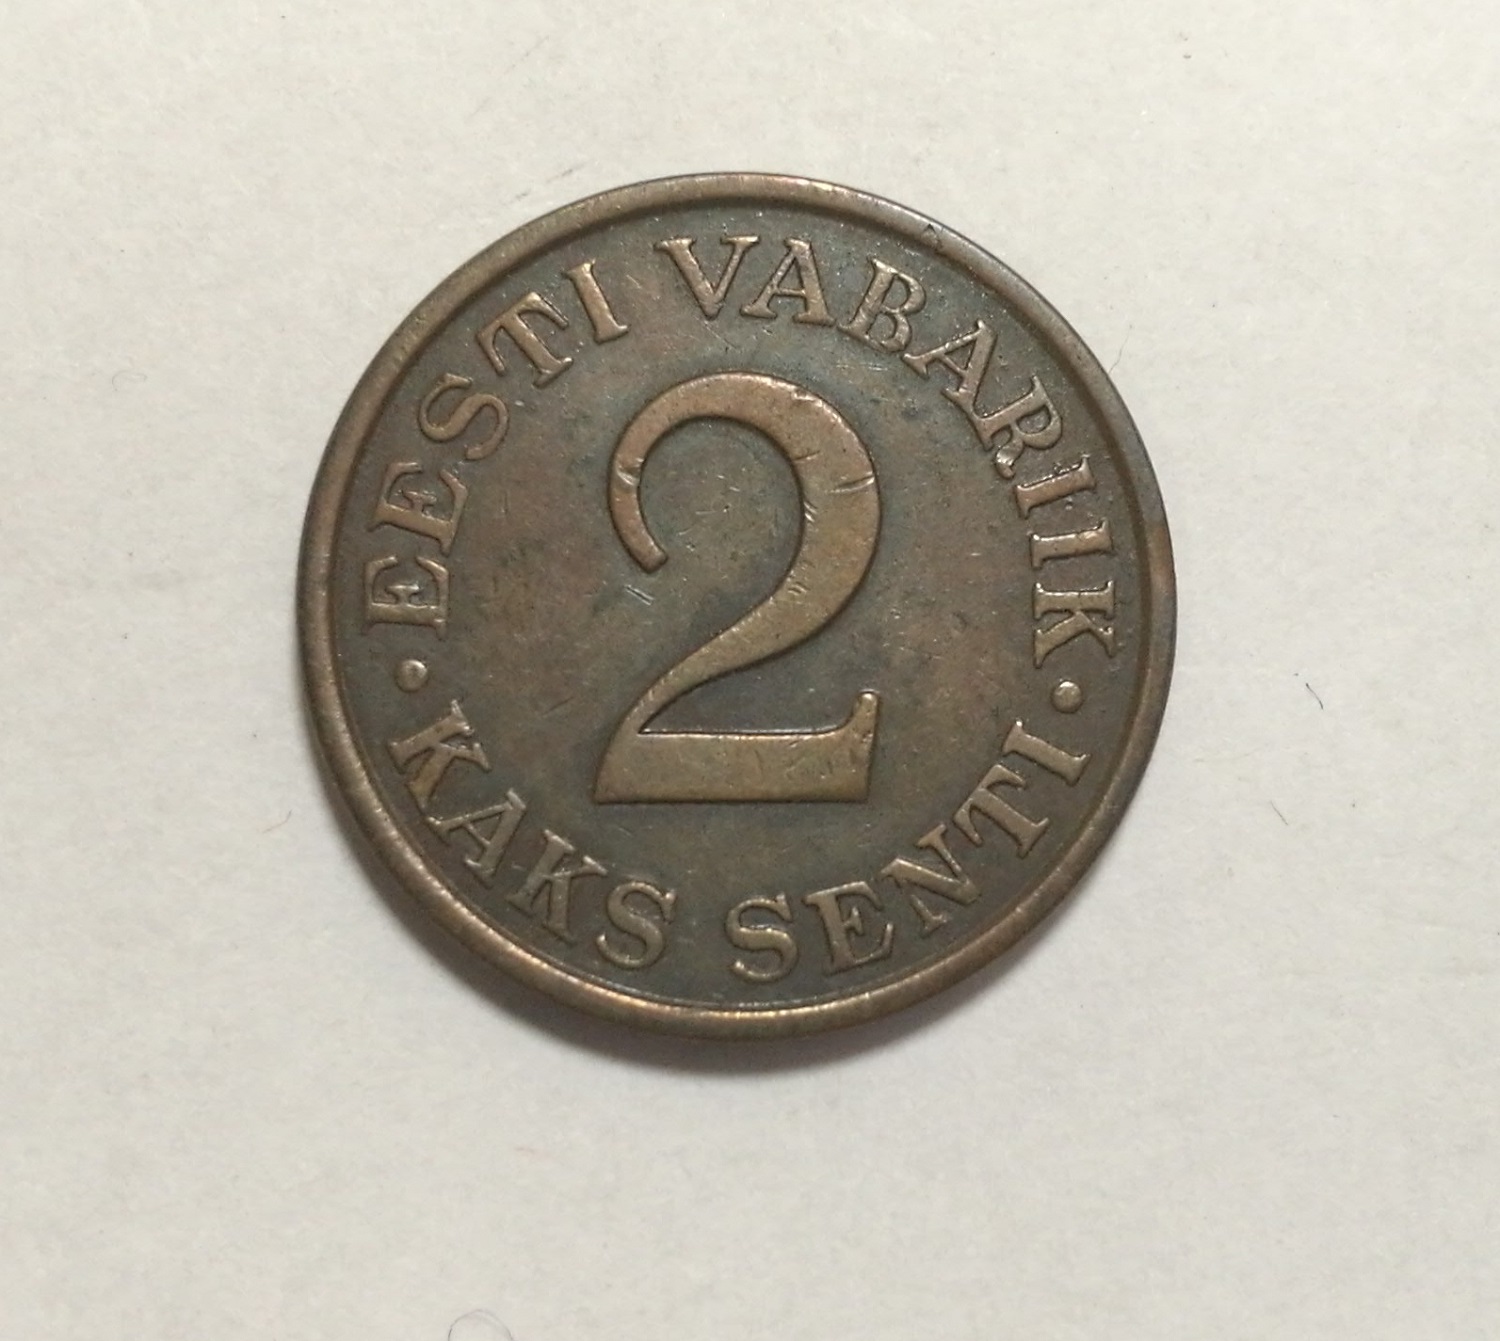 EESTI VABARIIK
2
· KAKS SENTI ·